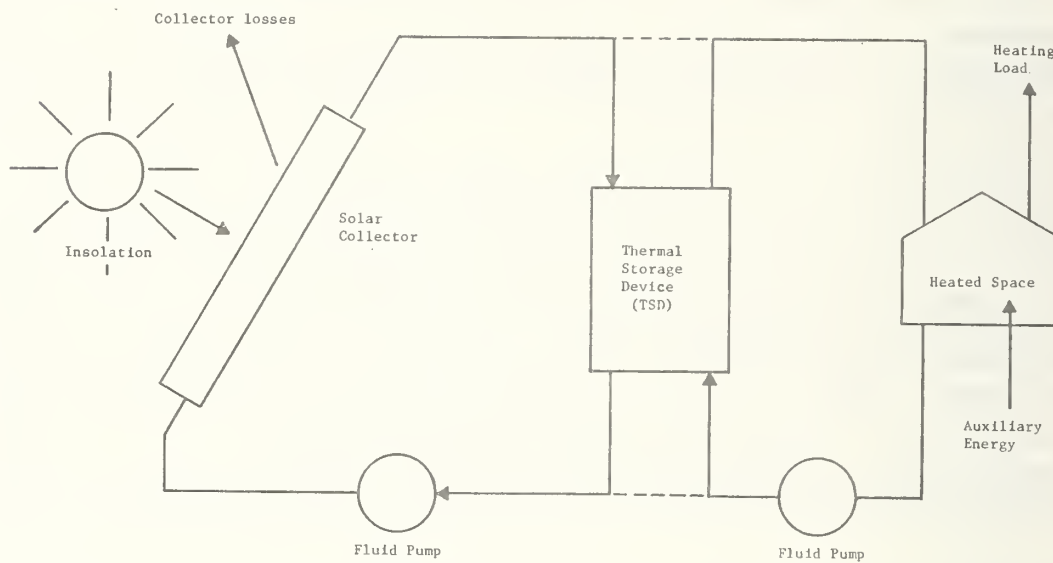 Collector losses
Heating
Load.
Insolation
Solar
Collector
Thermal
Storage
Device
(TSD)
Heated Space
Auxiliary
Energy
Fluid Pump
Fluid Pump